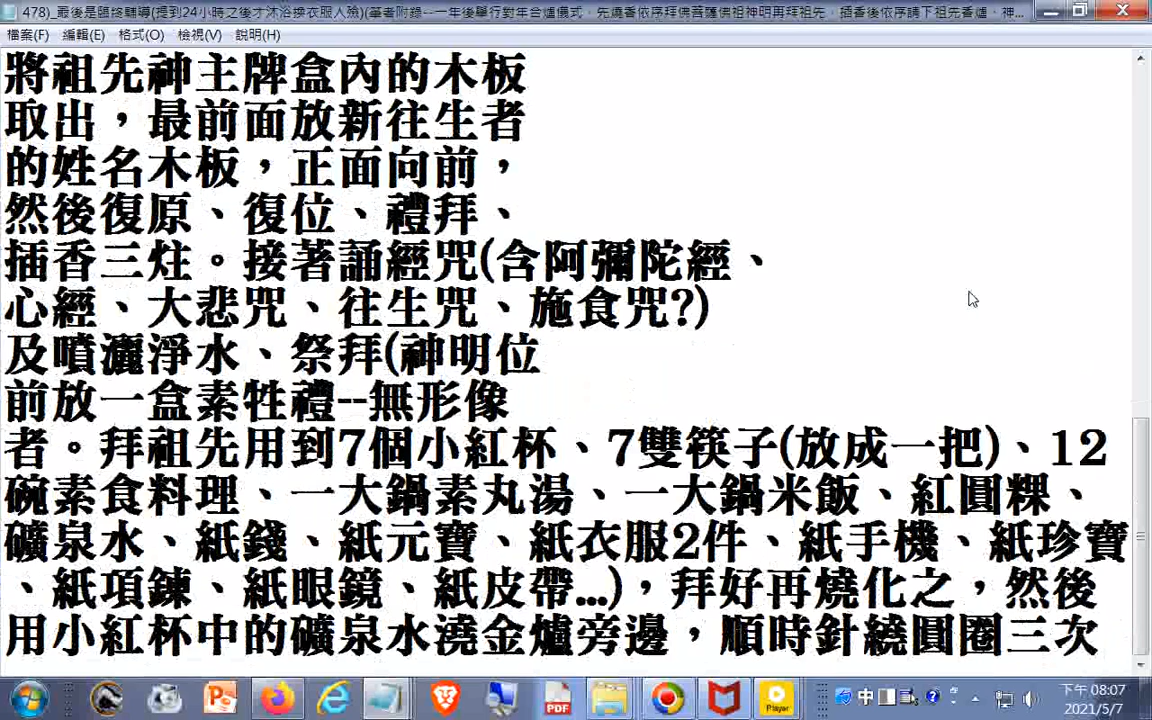 478)_最後是臨終輔導(提到24小時之後才沐浴換衣服入殮)(筆者附錄--一年後舉行對年合爐儀式，先燒香依序拜佛菩薩佛祖神明再拜祖先，插香後依序請下祖先香爐、神...
檔案(F) 編輯(E) 格式(O) 檢視(V) 說明(H)
將祖先神主牌盒內的木板
取出，最前面放新往生者
的姓名木板，正面向前，
然後復原、復位、禮拜、
插香三炷。接著誦經咒(含阿彌陀經、
心經、大悲咒、往生咒、施食咒?)
及噴灑淨水、祭拜(神明位
前放一盒素牲禮--無形像
者。拜祖先用到7個小紅杯、7雙筷子(放成一把)、12
碗素食料理、一大鍋素丸湯、一大鍋米飯、紅圓粿、
礦泉水、紙錢、紙元寶、紙衣服2件、紙手機、紙珍寶
、紙項鍊、紙眼鏡、紙皮帶...)，拜好再燒化之，然後
用小紅杯中的礦泉水澆金爐旁邊，順時針繞圓圈三次
PDF
Player
中
下午 08:07
2021/5/7